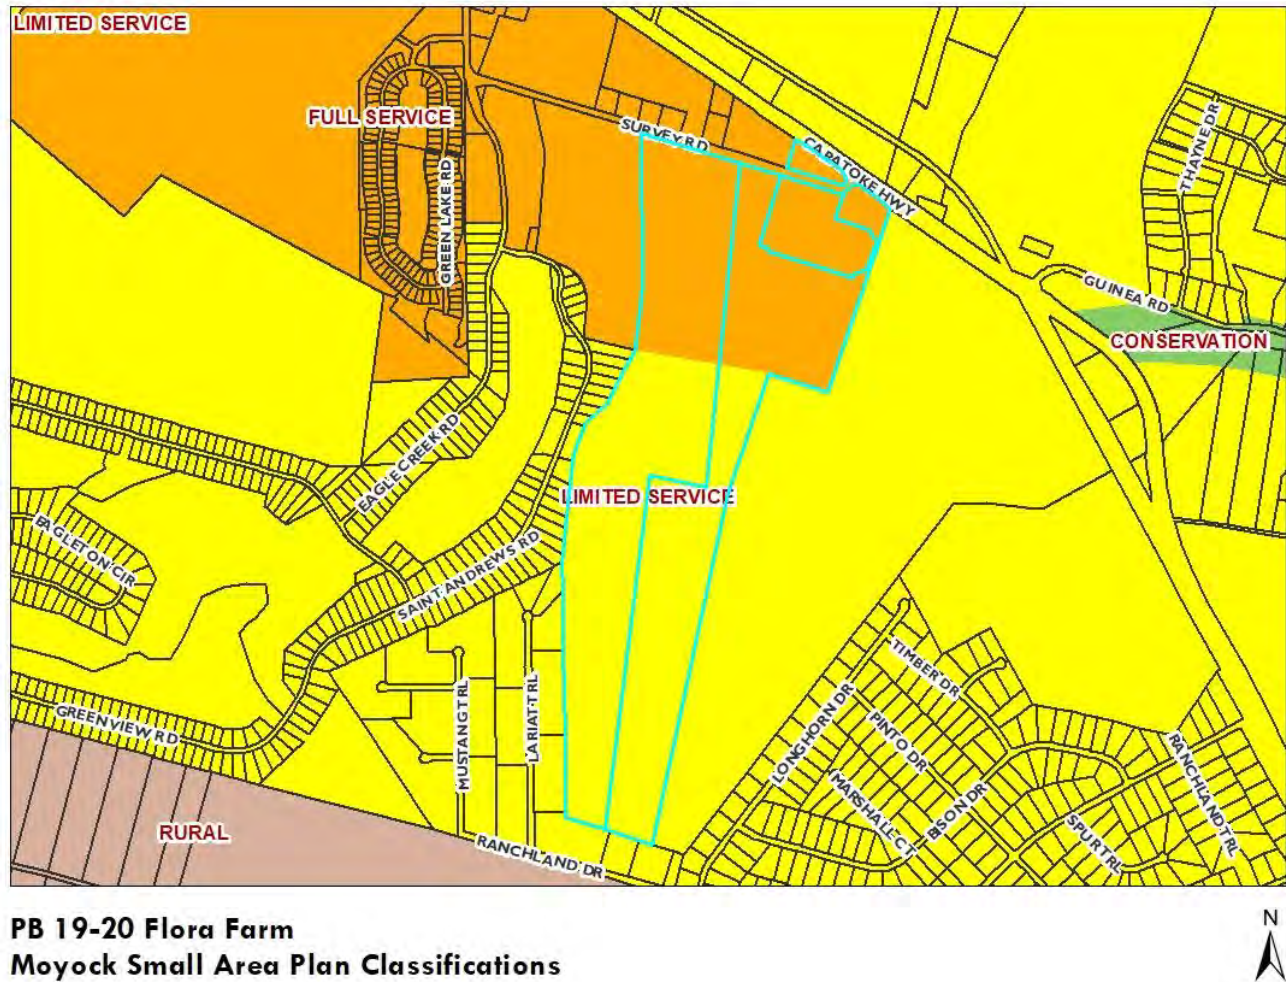 LIMITED SERVICE
FULL SERVICE
SURVEY RD
CARATOKE HWY
THAYNE DR
GREEN LAKE RD
GUINEA RD
CONSERVATION
EAGLE CREEK RD
LIMITED SERVICE
EAGLETON CIR
SAINT ANDREWS RD
TIMBER DR
LONGHORN DR
GREENVIEW RD
MUSTANG TRL
LARIAT TRL
PINTO DR
MARSHALL CT
BISON DR
RANCHLAND TRL
SPUR TRL
RURAL
RANCHLAND DR
PB 19-20 Flora Farm
Moyock Small Area Plan Classifications
N